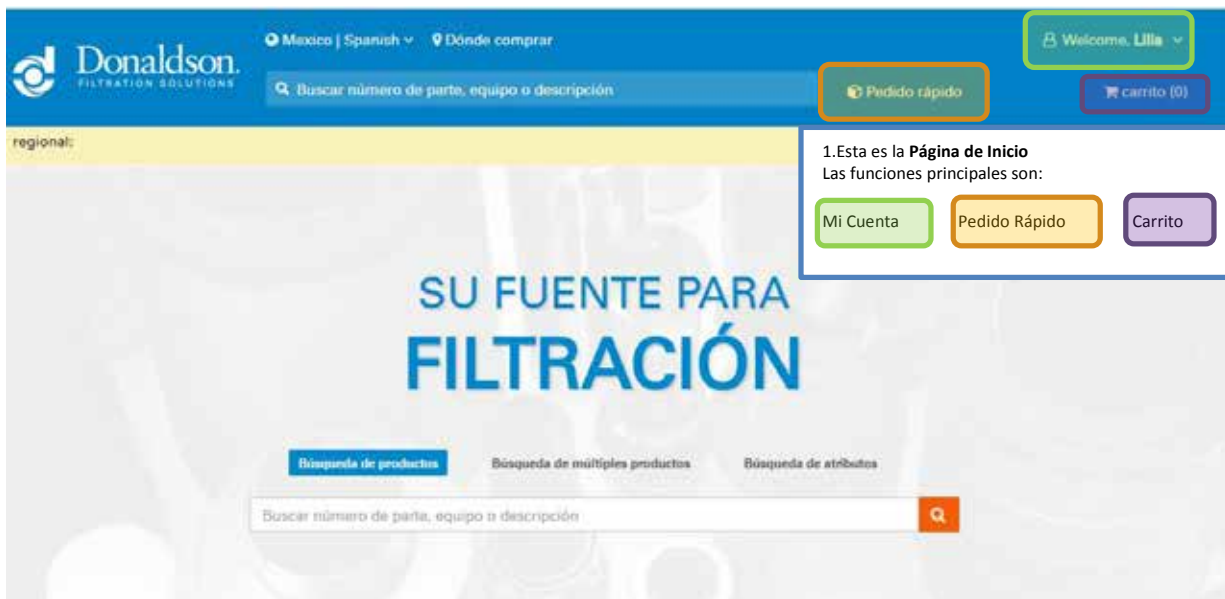 Mexico | Spanish
Dónde comprar
Welcome, Lilia
Donaldson.
FILTRATION SOLUTIONS
Buscar número de parte, equipo o descripción
Pedido rápido
carrito (0)
regional:
1.Esta es la Página de Inicio
Las funciones principales son:
Mi Cuenta
Pedido Rápido
Carrito
SU FUENTE PARA
FILTRACIÓN
Búsqueda de productos
Búsqueda de múltiples productos
Búsqueda de atributos
Buscar número de parte, equipo o descripción